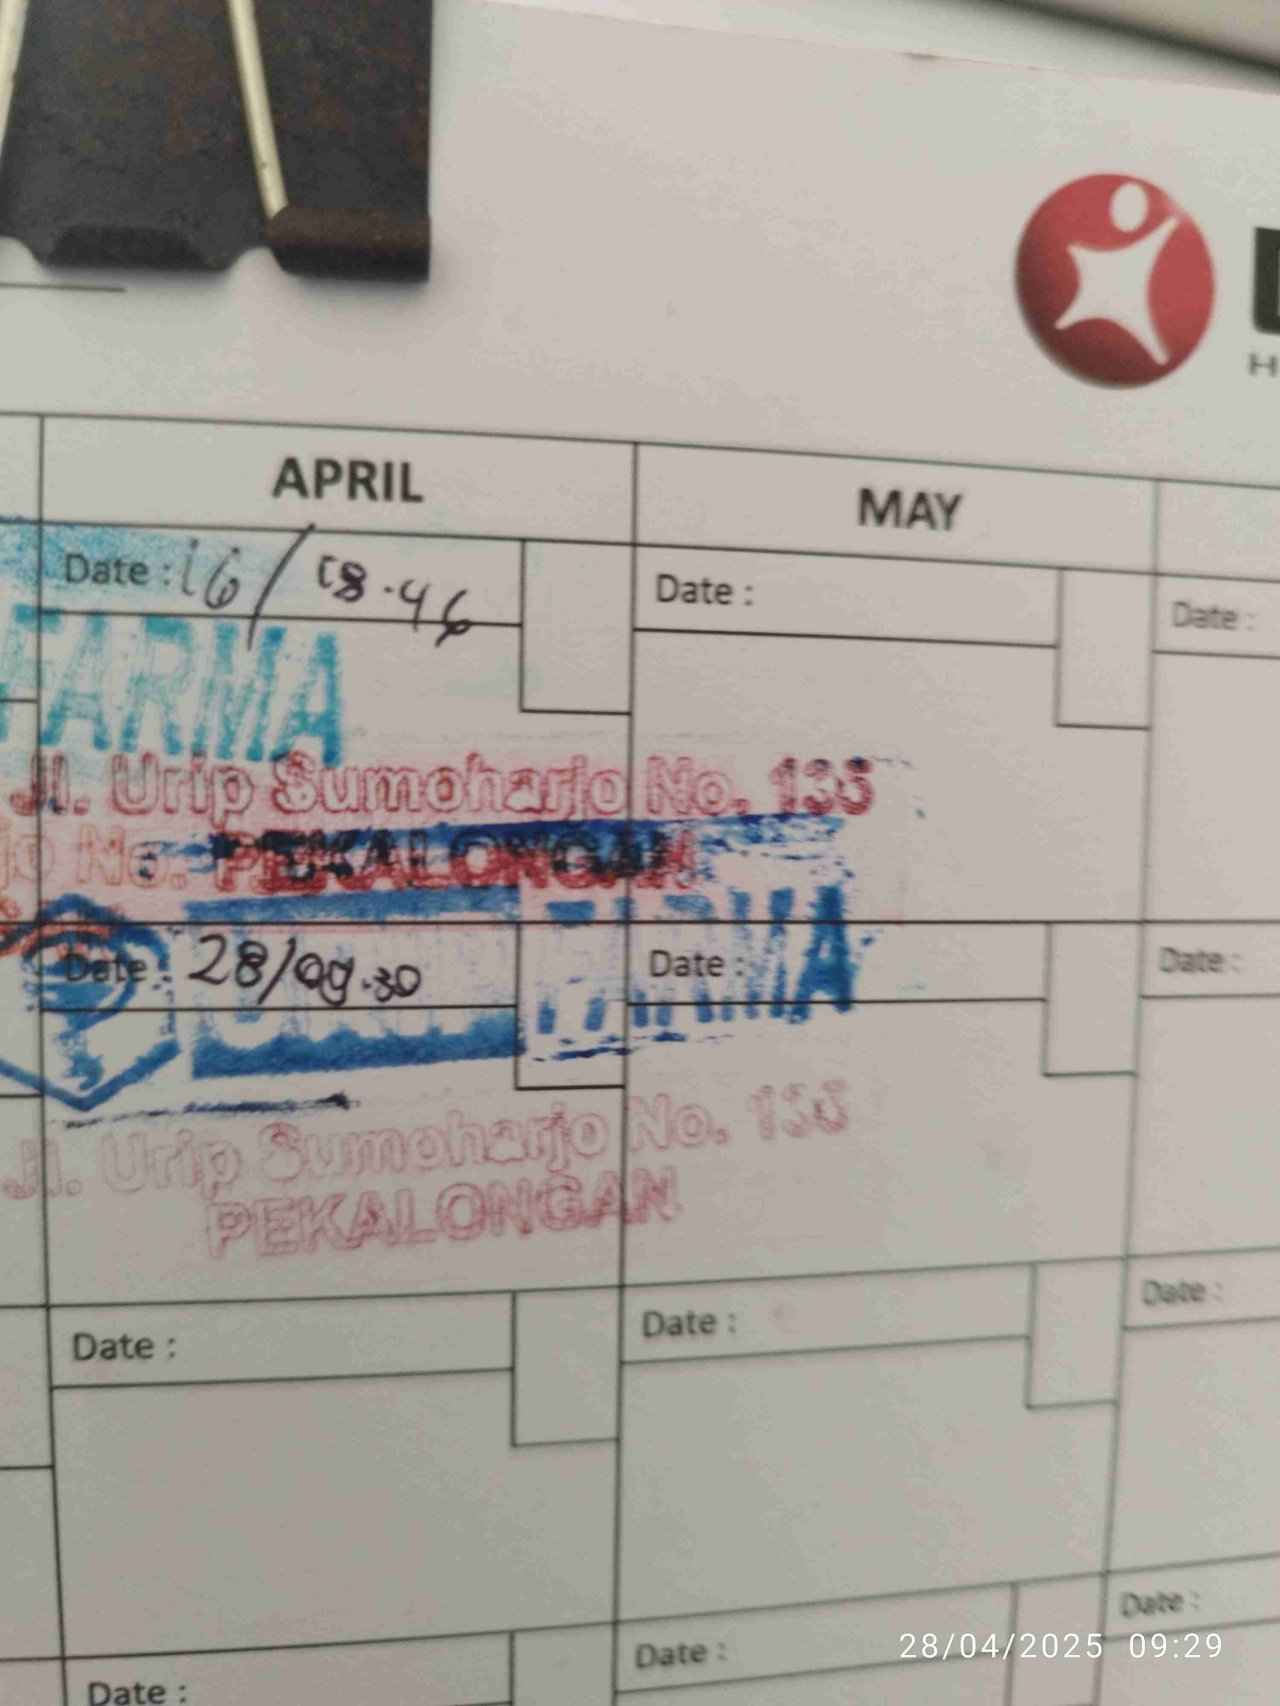 APRIL
MAY
Date : 16/08.46
Date :
Date :
FARMA
Jl. Urip Sumoharjo No. 135
jo No.
PEKALONGAN
Date : 28/09.30
Date :
Date :
FARMA
Jl. Urip Sumoharjo No. 135
PEKALONGAN
Date :
Date :
Date :
Date :
Date :
Date :
28/04/2025 09:29